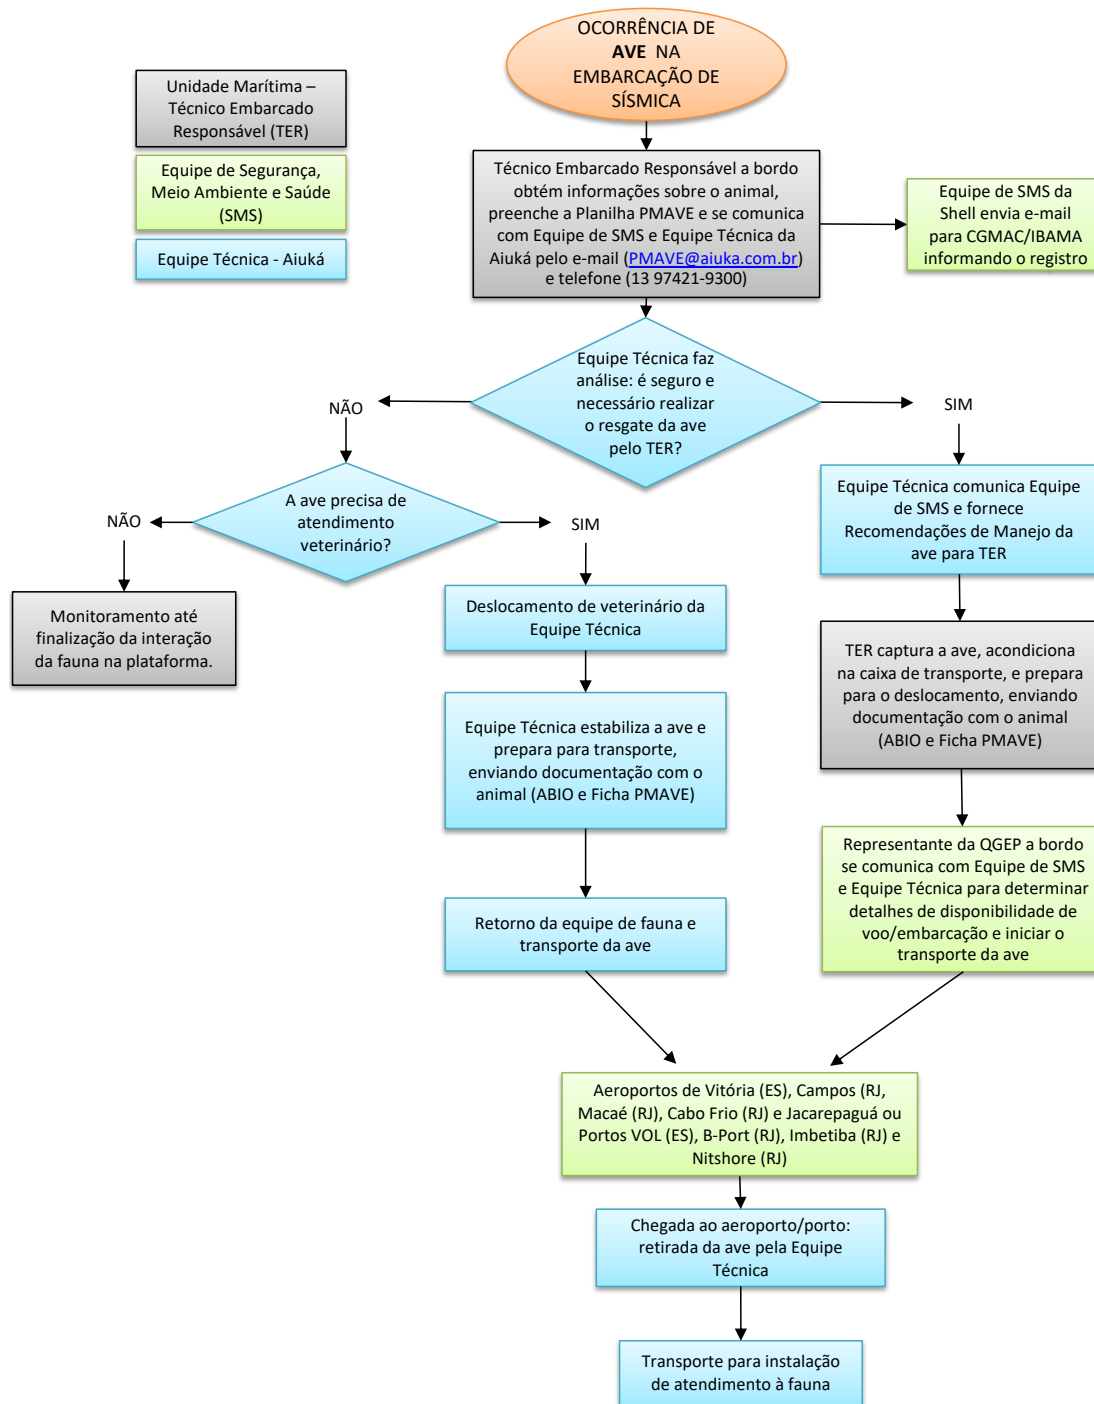 OCORRÊNCIA DE
AVE NA
EMBARCAÇÃO DE
SÍSMICA
Unidade Marítima –
Técnico Embarcado
Responsável (TER)
Equipe de Segurança,
Meio Ambiente e Saúde
(SMS)
Equipe Técnica - Aiuká
Técnico Embarcado Responsável a bordo
obtém informações sobre o animal,
preenche a Planilha PMAVE e se comunica
com Equipe de SMS e Equipe Técnica da
Aiuká pelo e-mail (PMAVE@aiuka.com.br)
e telefone (13 97421-9300)
Equipe de SMS da
Shell envia e-mail
para CGMAC/IBAMA
informando o registro
Equipe Técnica faz
análise: é seguro e
necessário realizar
o resgate da ave
pelo TER?
NÃO
SIM
A ave precisa de
atendimento
veterinário?
NÃO
SIM
Equipe Técnica comunica Equipe
de SMS e fornece
Recomendações de Manejo da
ave para TER
Monitoramento até
finalização da interação
da fauna na plataforma.
Deslocamento de veterinário da
Equipe Técnica
TER captura a ave, acondiciona
na caixa de transporte, e prepara
para o deslocamento, enviando
documentação com o animal
(ABIO e Ficha PMAVE)
Equipe Técnica estabiliza a ave e
prepara para transporte,
enviando documentação com o
animal (ABIO e Ficha PMAVE)
Representante da QGEP a bordo
se comunica com Equipe de SMS
e Equipe Técnica para determinar
detalhes de disponibilidade de
voo/embarcação e iniciar o
transporte da ave
Retorno da equipe de fauna e
transporte da ave
Aeroportos de Vitória (ES), Campos (RJ,
Macaé (RJ), Cabo Frio (RJ) e Jacarepaguá ou
Portos VOL (ES), B-Port (RJ), Imbetiba (RJ) e
Nitshore (RJ)
Chegada ao aeroporto/porto:
retirada da ave pela Equipe
Técnica
Transporte para instalação
de atendimento à fauna